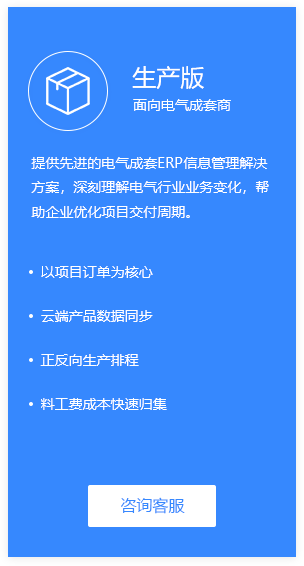 生产版
面向电气成套商
提供先进的电气成套ERP信息管理解决
方案，深刻理解电气行业业务变化，帮
助企业优化项目交付周期。
• 以项目订单为核心
• 云端产品数据同步
• 正反向生产排程
• 料工费成本快速归集
咨询客服